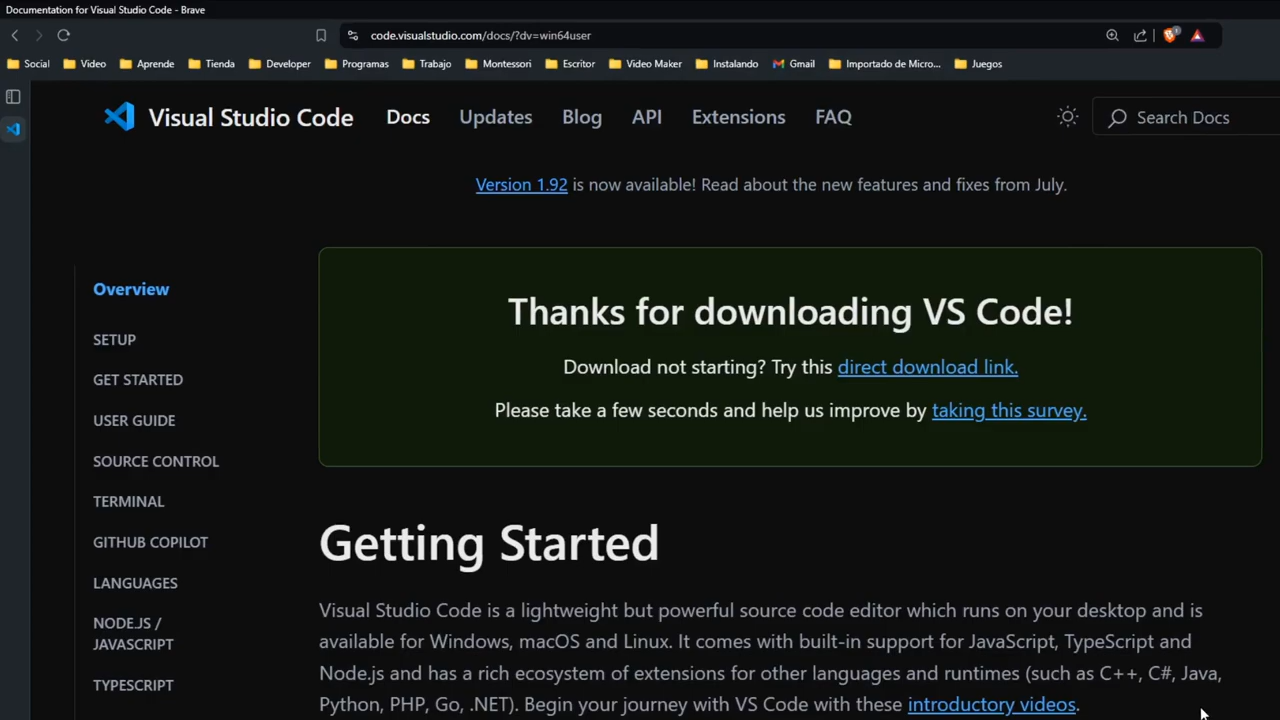 Documentation for Visual Studio Code - Brave
code.visualstudio.com/docs/?dv=win64user
Social Video Aprende Tienda Developer Programas Trabajo Montessori Escritor Video Maker Instalando Gmail Importado de Micro... Juegos
Visual Studio Code Docs Updates Blog API Extensions FAQ Search Docs
Version 1.92 is now available! Read about the new features and fixes from July.
Overview
SETUP
GET STARTED
USER GUIDE
SOURCE CONTROL
TERMINAL
GITHUB COPILOT
LANGUAGES
NODE.JS /
JAVASCRIPT
TYPESCRIPT
Thanks for downloading VS Code!
Download not starting? Try this direct download link.
Please take a few seconds and help us improve by taking this survey.
Getting Started
Visual Studio Code is a lightweight but powerful source code editor which runs on your desktop and is
available for Windows, macOS and Linux. It comes with built-in support for JavaScript, TypeScript and
Node.js and has a rich ecosystem of extensions for other languages and runtimes (such as C++, C#, Java,
Python, PHP, Go, .NET). Begin your journey with VS Code with these introductory videos.